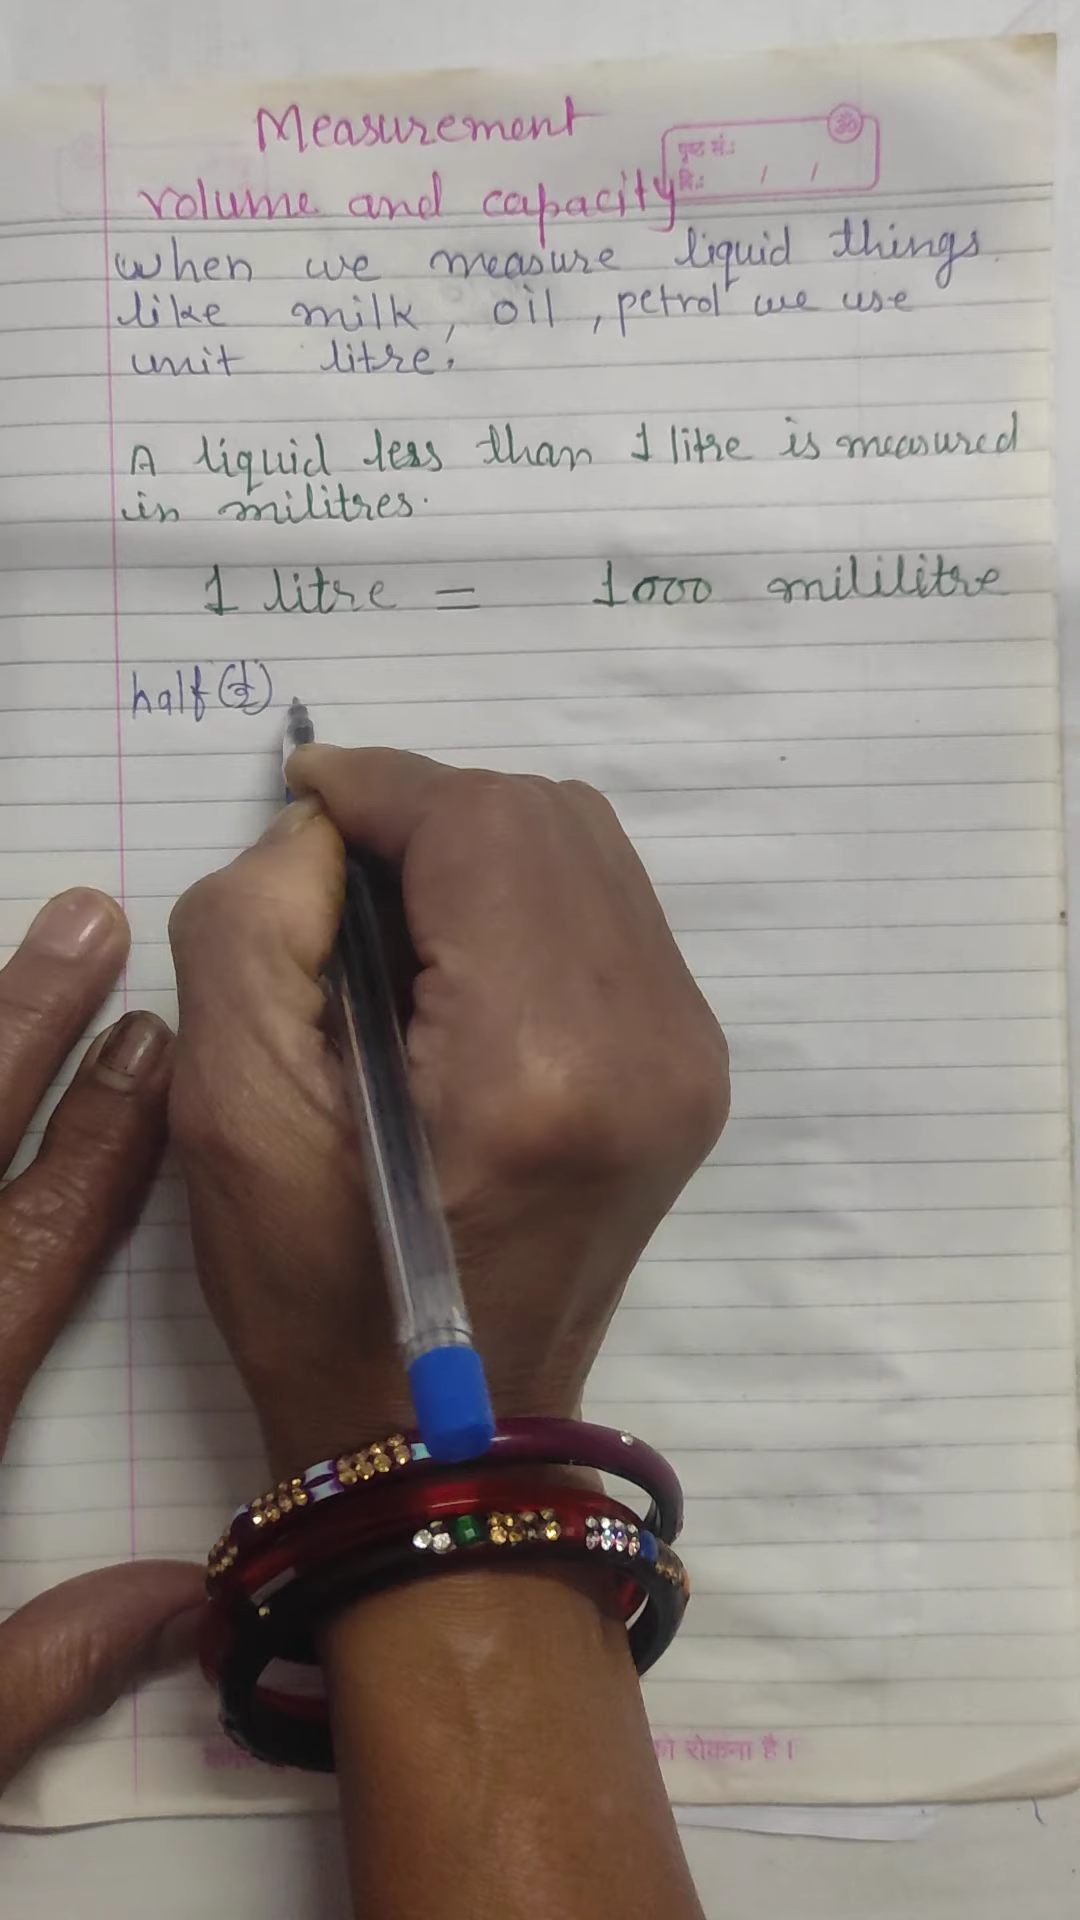 Measurement
पृष्ठ सं.:
volume and capacity
दि.: / /
when we measure liquid things
like milk, oil, petrol we use
unit litre.
A liquid less than 1 litre is measured
in militres.
1 litre = 1000 mililitre
half (1/2)
रोकना है।